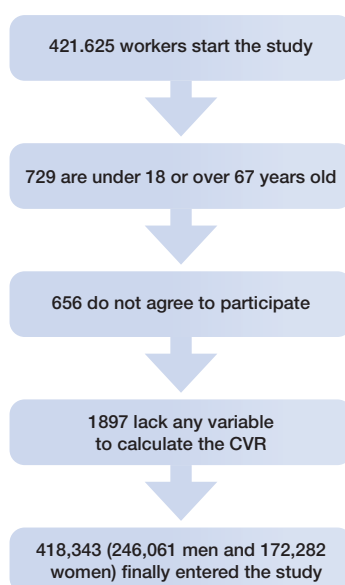 421.625 workers start the study
729 are under 18 or over 67 years old
656 do not agree to participate
1897 lack any variable
to calculate the CVR
418,343 (246,061 men and 172,282
women) finally entered the study